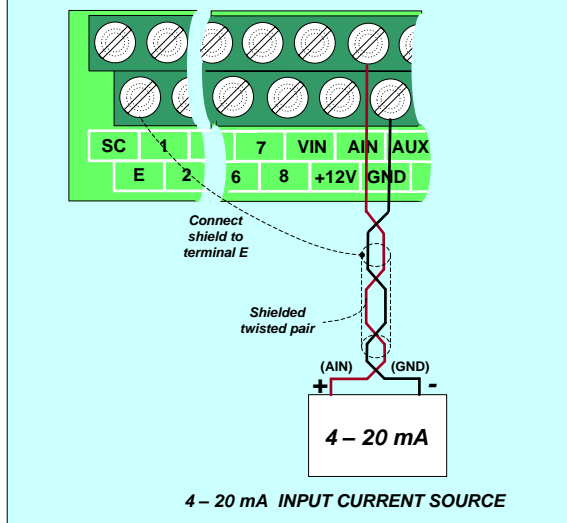 SC 1 7 VIN AIN AUX
E 2 6 8 +12V GND
Connect
shield to
terminal E
Shielded
twisted pair
(AIN) (GND)
+ -
4 – 20 mA
4 – 20 mA INPUT CURRENT SOURCE